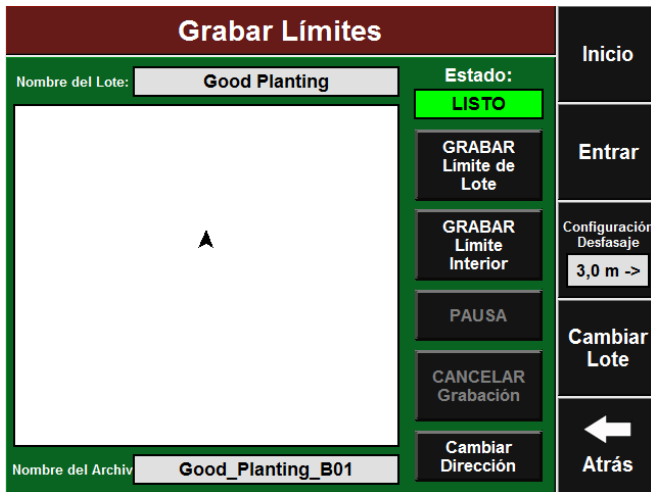 Grabar Límites
Nombre del Lote:
Good Planting
Estado:
LISTO
GRABAR
Límite de
Lote
GRABAR
Límite
Interior
PAUSA
CANCELAR
Grabación
Cambiar
Dirección
Nombre del Archiv
Good_Planting_B01
Inicio
Entrar
Configuración
Desfasaje
3,0 m ->
Cambiar
Lote
Atrás